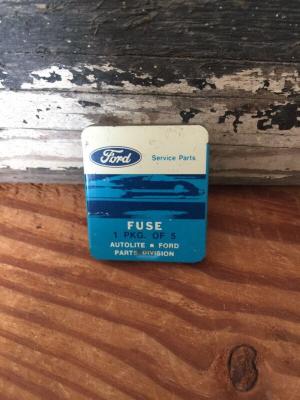 Ford
Service Parts
FUSE
1 PKG. OF 5
AUTOLITE ★ FORD
PARTS DIVISION